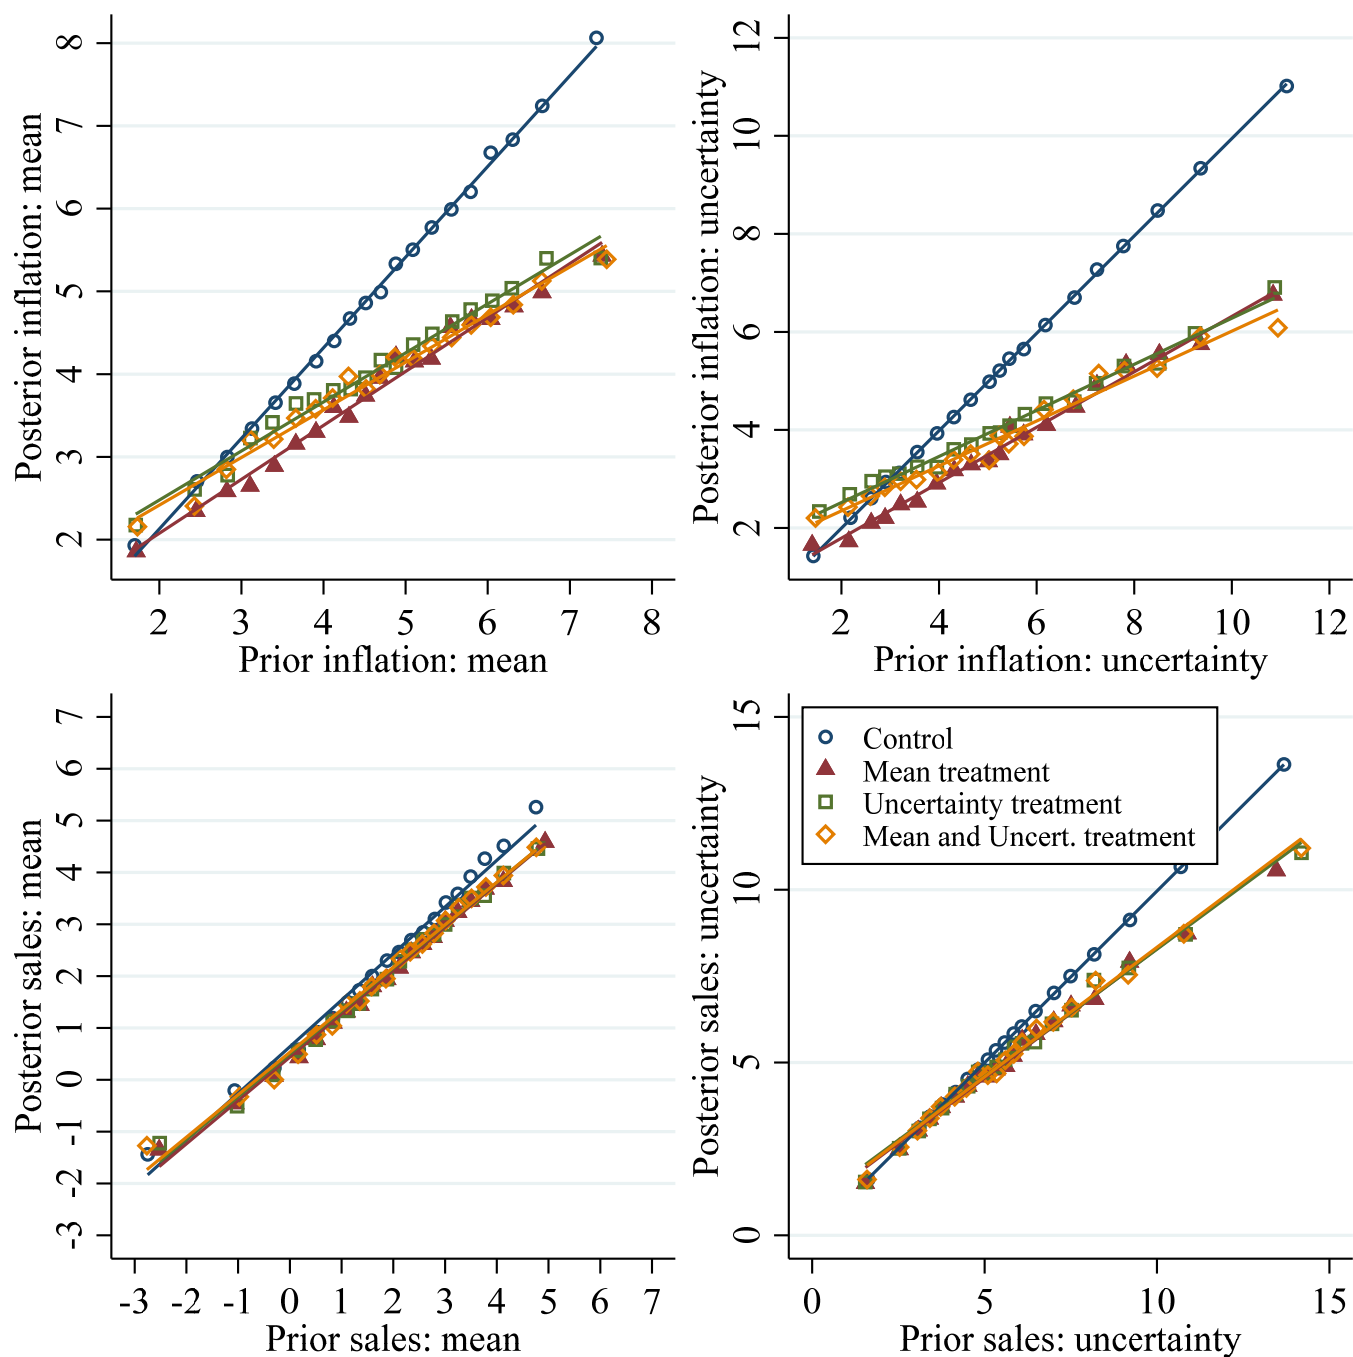 Posterior inflation: mean
8
7
6
5
4
3
2
2 3 4 5 6 7 8
Prior inflation: mean
Posterior inflation: uncertainty
12
10
8
6
4
2
2 4 6 8 10 12
Prior inflation: uncertainty
Posterior sales: mean
7
6
5
4
3
2
1
0
-1
-2
-3
-3 -2 -1 0 1 2 3 4 5 6 7
Prior sales: mean
Posterior sales: uncertainty
15
10
5
0
Control
Mean treatment
Uncertainty treatment
Mean and Uncert. treatment
0 5 10 15
Prior sales: uncertainty